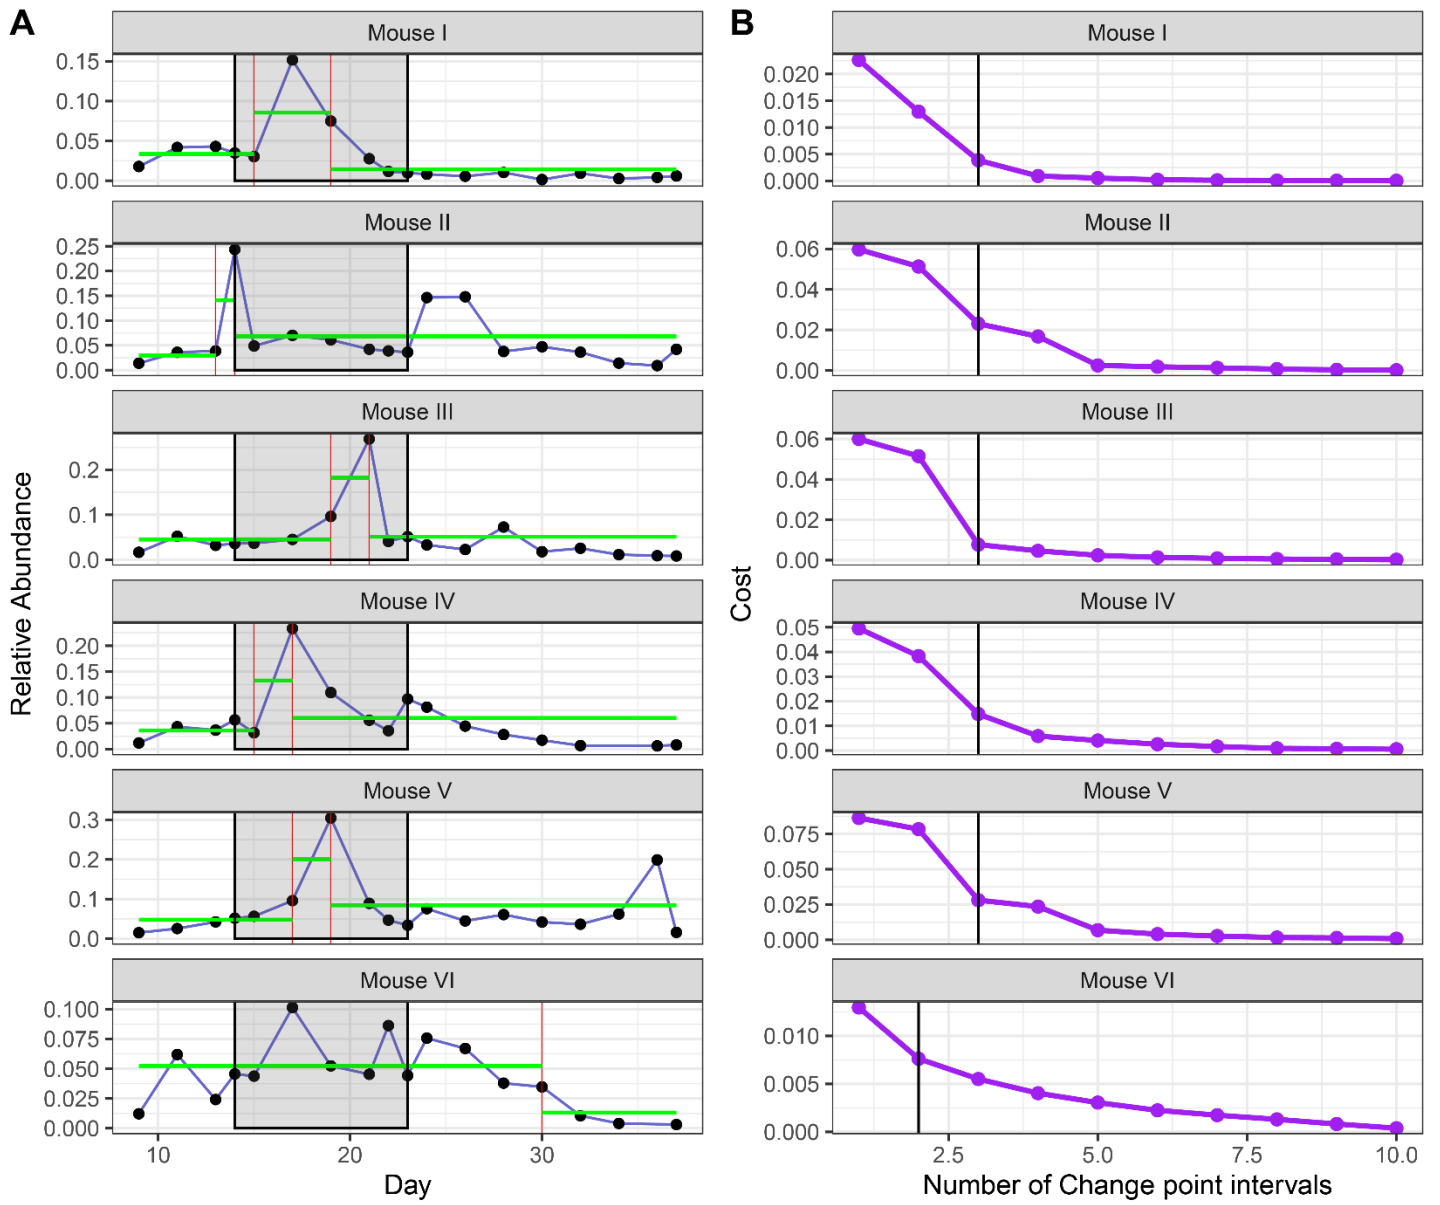 A
B
Mouse I
0.15
0.10
0.05
0.00
Mouse II
0.25
0.20
0.15
0.10
0.05
0.00
Mouse III
0.2
0.1
0.0
Mouse IV
0.20
0.15
0.10
0.05
0.00
Mouse V
0.3
0.2
0.1
0.0
Mouse VI
0.100
0.075
0.050
0.025
0.000
10 20 30
Day
Relative Abundance
Mouse I
0.020
0.015
0.010
0.005
0.000
Mouse II
0.06
0.04
0.02
0.00
Mouse III
0.06
0.04
0.02
0.00
Mouse IV
0.05
0.04
0.03
0.02
0.01
0.00
Mouse V
0.075
0.050
0.025
0.000
Mouse VI
0.010
0.005
0.000
2.5 5.0 7.5 10.0
Number of Change point intervals
Cost